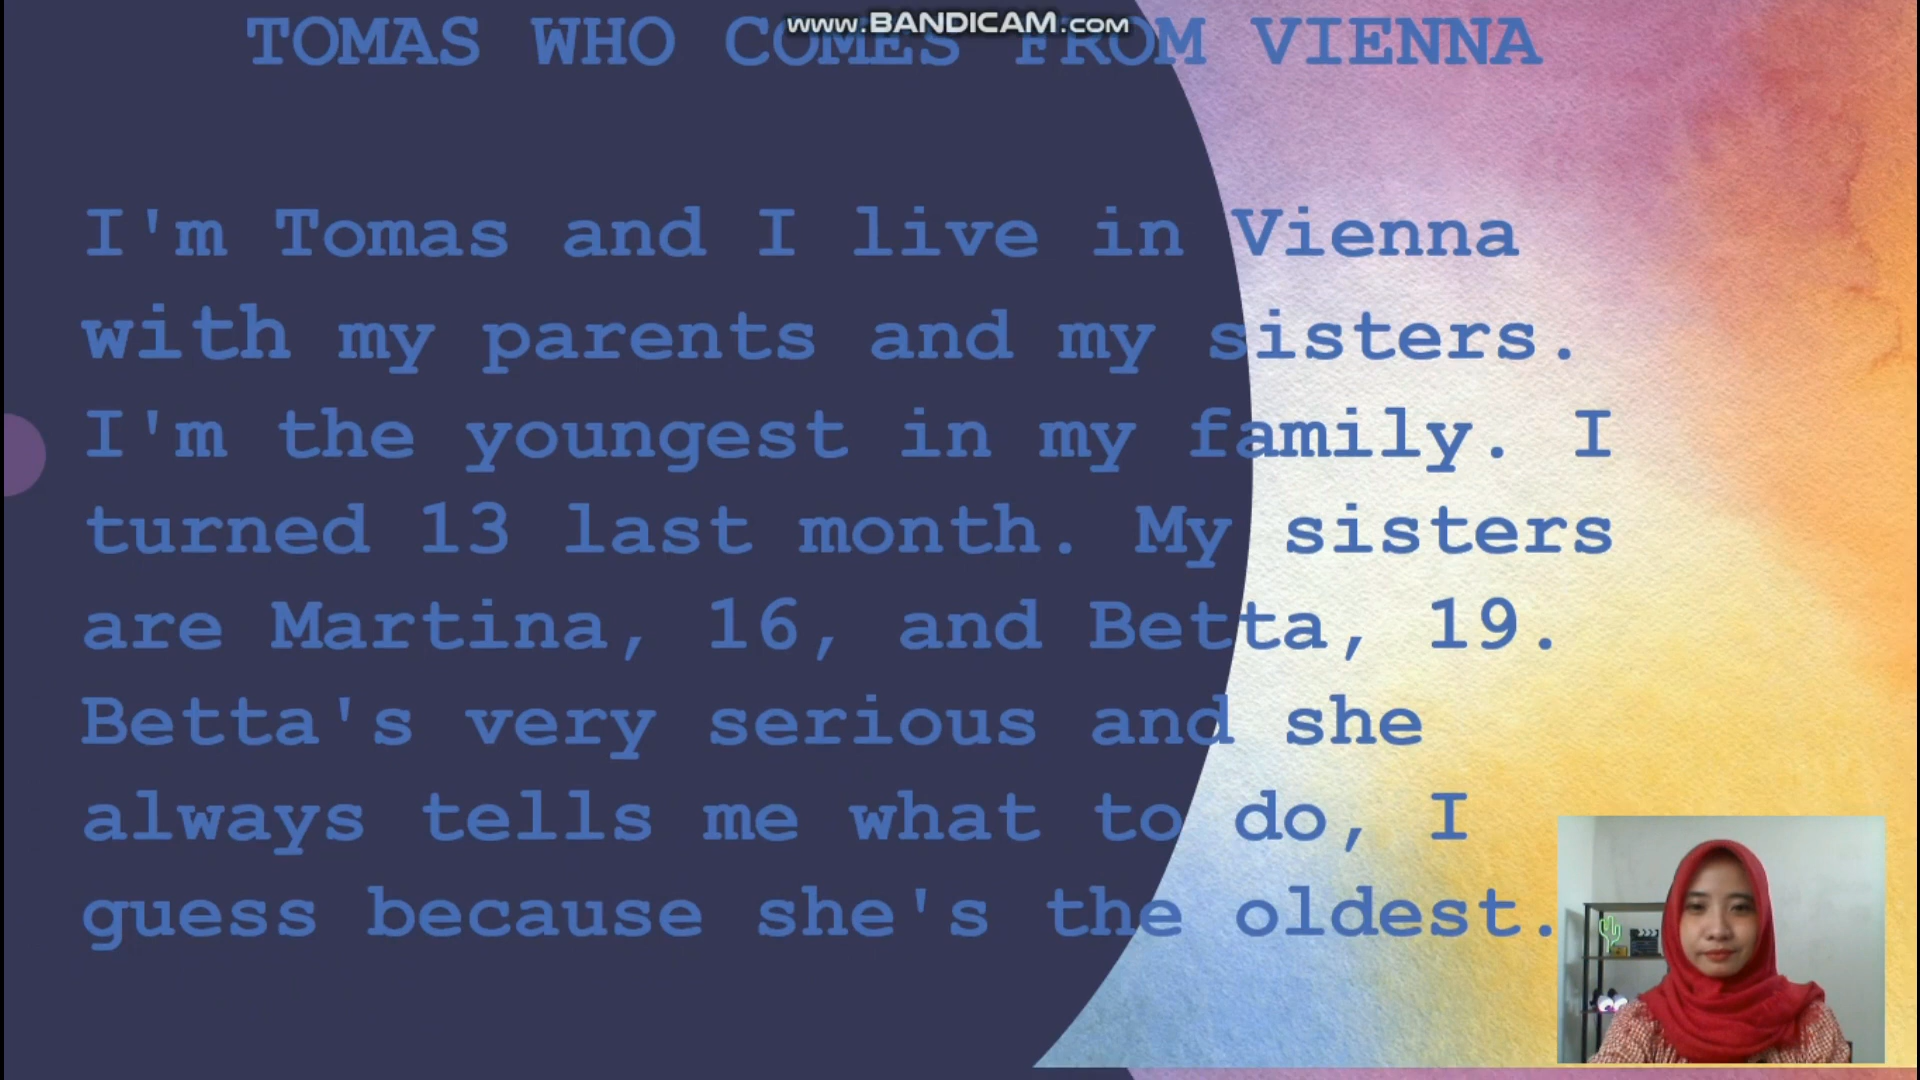 www.BANDICAM.com
TOMAS WHO COMES FROM VIENNA
I'm Tomas and I live in Vienna
with my parents and my sisters.
I'm the youngest in my family. I
turned 13 last month. My sisters
are Martina, 16, and Betta, 19.
Betta's very serious and she
always tells me what to do, I
guess because she's the oldest.